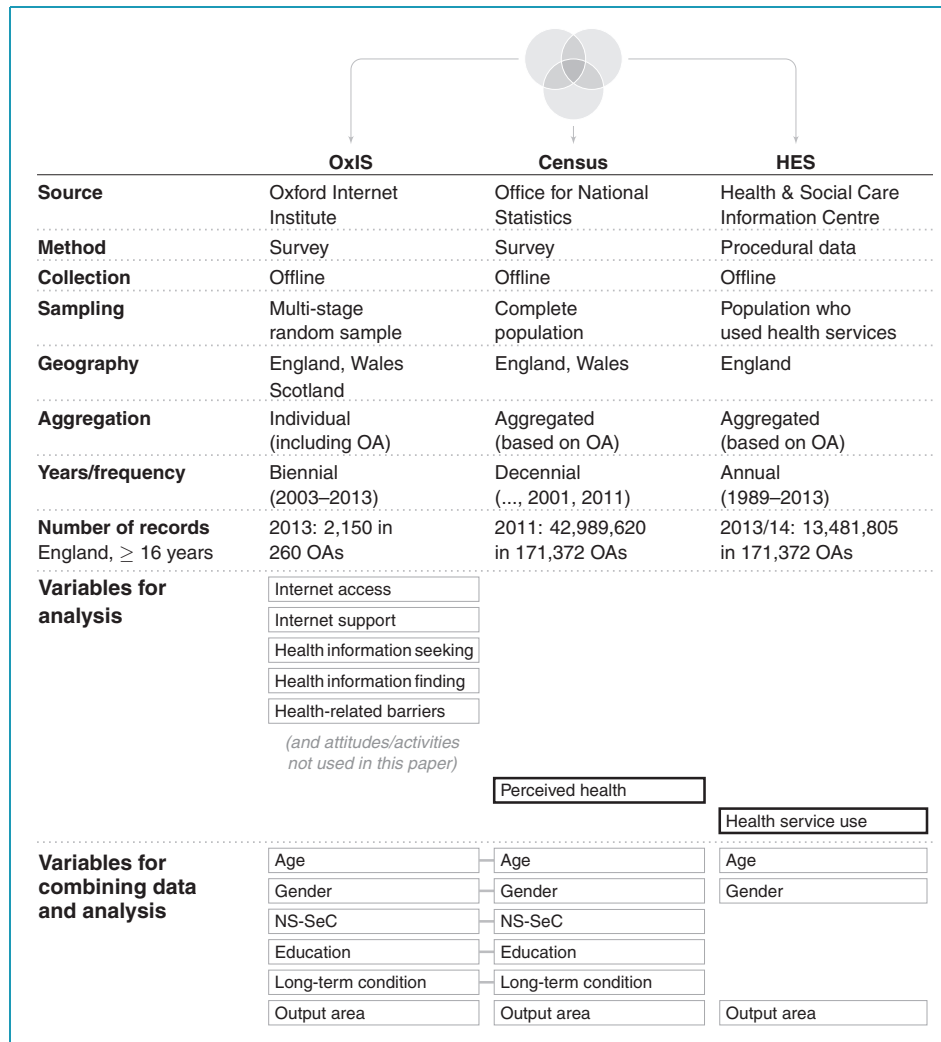 OxIS Census HES
Source Oxford Internet Office for National Health & Social Care
Institute Statistics Information Centre
Method Survey Survey Procedural data
Collection Offline Offline Offline
Sampling Multi-stage Complete Population who
random sample population used health services
Geography England, Wales England, Wales England
Scotland
Aggregation Individual Aggregated Aggregated
(including OA) (based on OA) (based on OA)
Years/frequency Biennial Decennial Annual
(2003–2013) (..., 2001, 2011) (1989–2013)
Number of records 2013: 2,150 in 2011: 42,989,620 2013/14: 13,481,805
England, ≥ 16 years 260 OAs in 171,372 OAs in 171,372 OAs
Variables for Internet access
analysis Internet support
Health information seeking
Health information finding
Health-related barriers
(and attitudes/activities
not used in this paper)
Perceived health
Health service use
Variables for Age Age Age
combining data Gender Gender Gender
and analysis NS-SeC NS-SeC
Education Education
Long-term condition Long-term condition
Output area Output area Output area